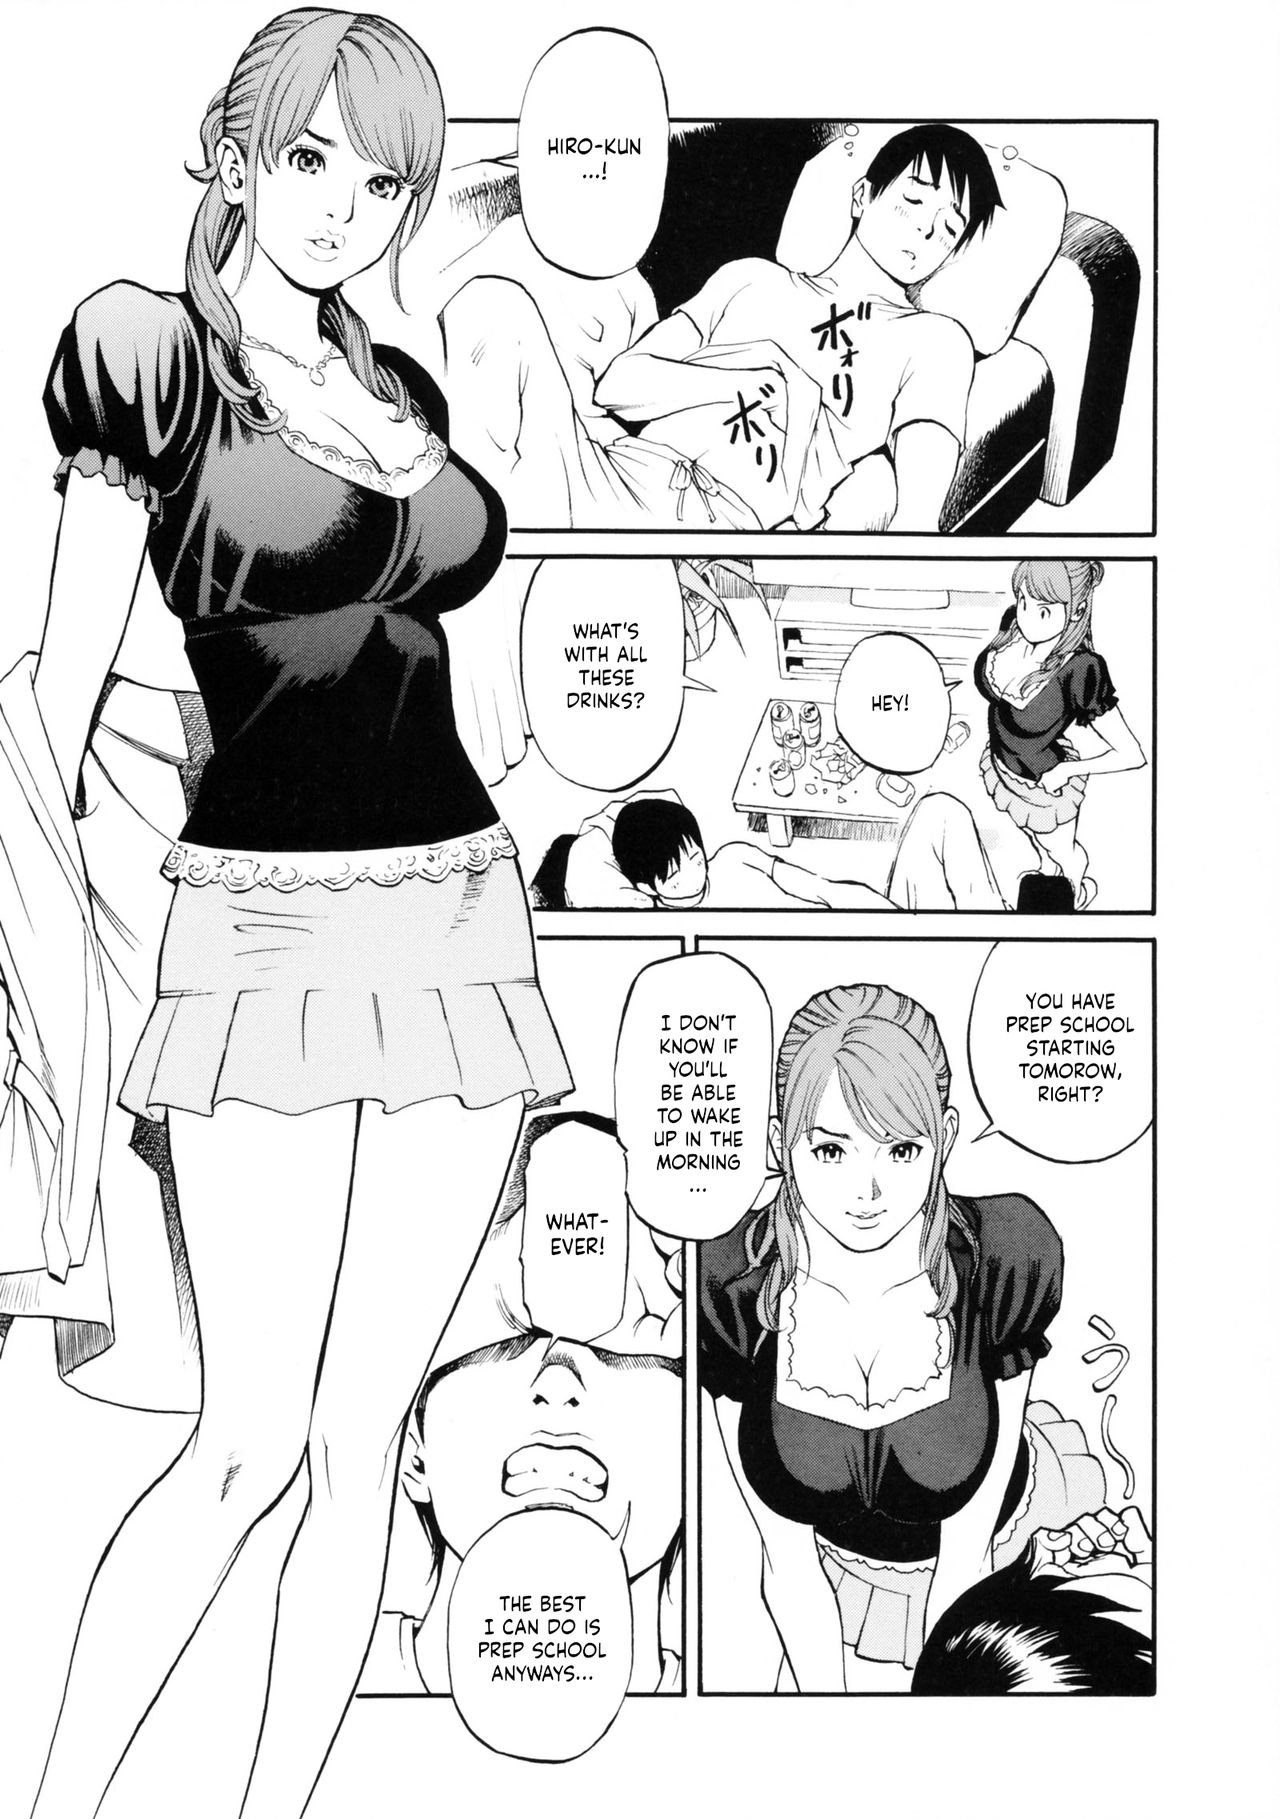 HIRO-KUN
...!
ボォリ
ボリ
HEY!
WHAT'S
WITH ALL
THESE
DRINKS?
YOU HAVE
PREP SCHOOL
STARTING
TOMOROW,
RIGHT?
I DON'T
KNOW IF
YOU'LL
BE ABLE
TO WAKE
UP IN THE
MORNING
...
う〜
WHAT-
EVER!
THE BEST
I CAN DO IS
PREP SCHOOL
ANYWAYS...